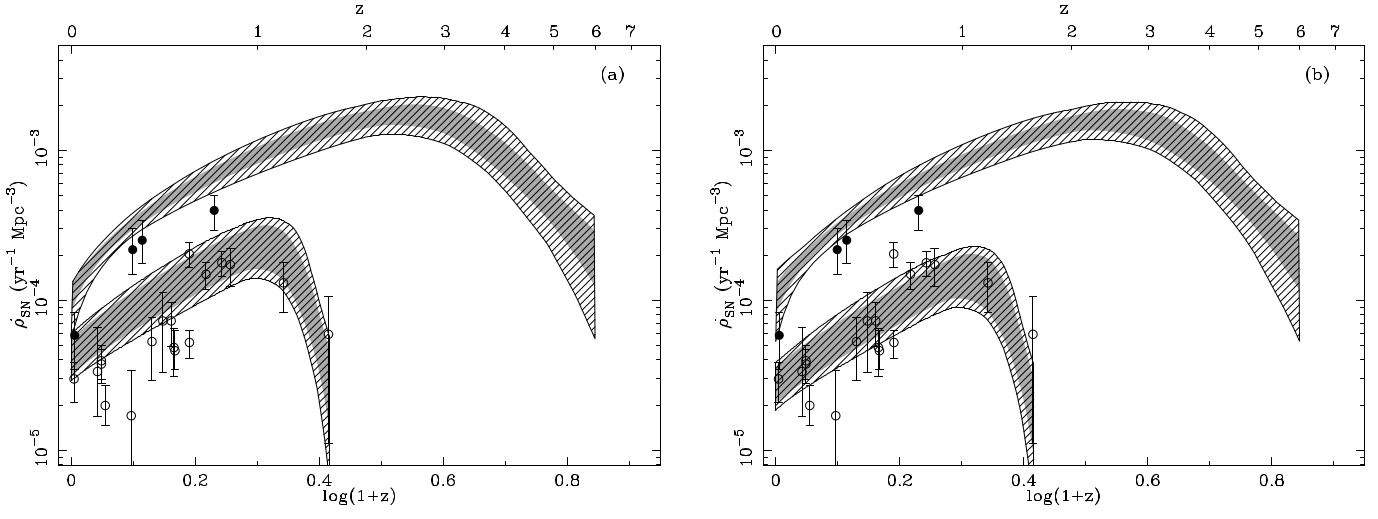 z z
0 1 2 3 4 5 6 7 0 1 2 3 4 5 6 7
(a) (b)
10⁻³ 10⁻³
ρ̇_SN (yr⁻¹ Mpc⁻³) ρ̇_SN (yr⁻¹ Mpc⁻³)
10⁻⁴ 10⁻⁴
10⁻⁵ 10⁻⁵
0 0.2 0.4 0.6 0.8 0 0.2 0.4 0.6 0.8
log(1+z) log(1+z)